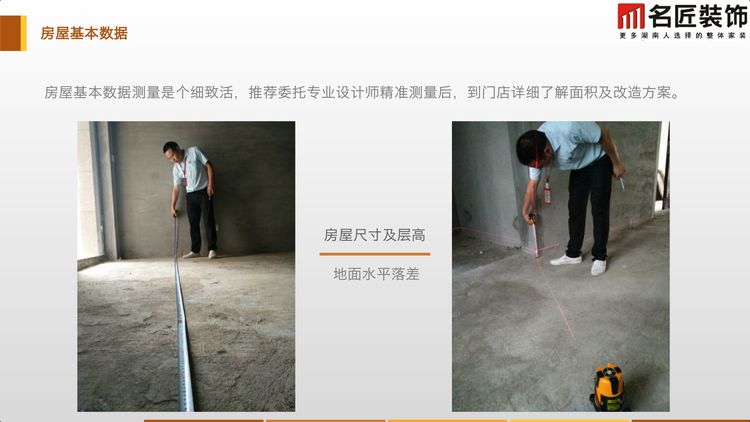 房屋基本数据
名匠装饰
更多湖南人选择的整体家装
房屋基本数据测量是个细致活，推荐委托专业设计师精准测量后，到门店详细了解面积及改造方案。
房屋尺寸及层高
地面水平落差